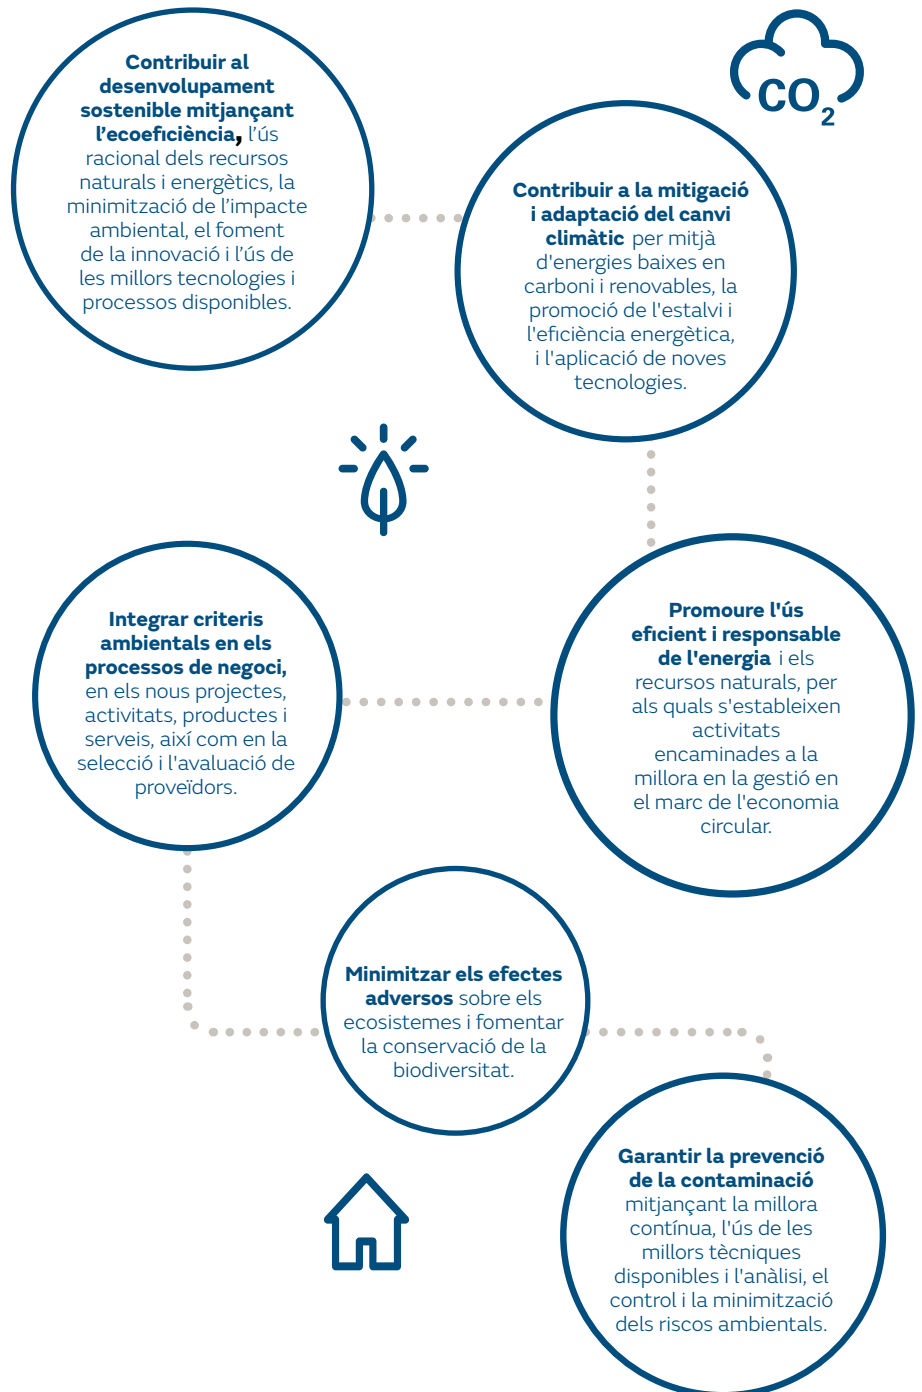 Contribuir al
desenvolupament
sostenible mitjançant
l’ecoeficiència, l’ús
racional dels recursos
naturals i energètics, la
minimització de l’impacte
ambiental, el foment
de la innovació i l’ús de
les millors tecnologies i
processos disponibles.
CO2
Contribuir a la mitigació
i adaptació del canvi
climàtic per mitjà
d'energies baixes en
carboni i renovables, la
promoció de l'estalvi i
l'eficiència energètica,
i l'aplicació de noves
tecnologies.
Promoure l'ús
eficient i responsable
de l'energia i els
recursos naturals, per
als quals s'estableixen
activitats
encaminades a la
millora en la gestió en
el marc de l'economia
circular.
Integrar criteris
ambientals en els
processos de negoci,
en els nous projectes,
activitats, productes i
serveis, així com en la
selecció i l'avaluació de
proveïdors.
Minimitzar els efectes
adversos sobre els
ecosistemes i fomentar
la conservació de la
biodiversitat.
Garantir la prevenció
de la contaminació
mitjançant la millora
contínua, l'ús de les
millors tècniques
disponibles i l'anàlisi, el
control i la minimització
dels riscos ambientals.